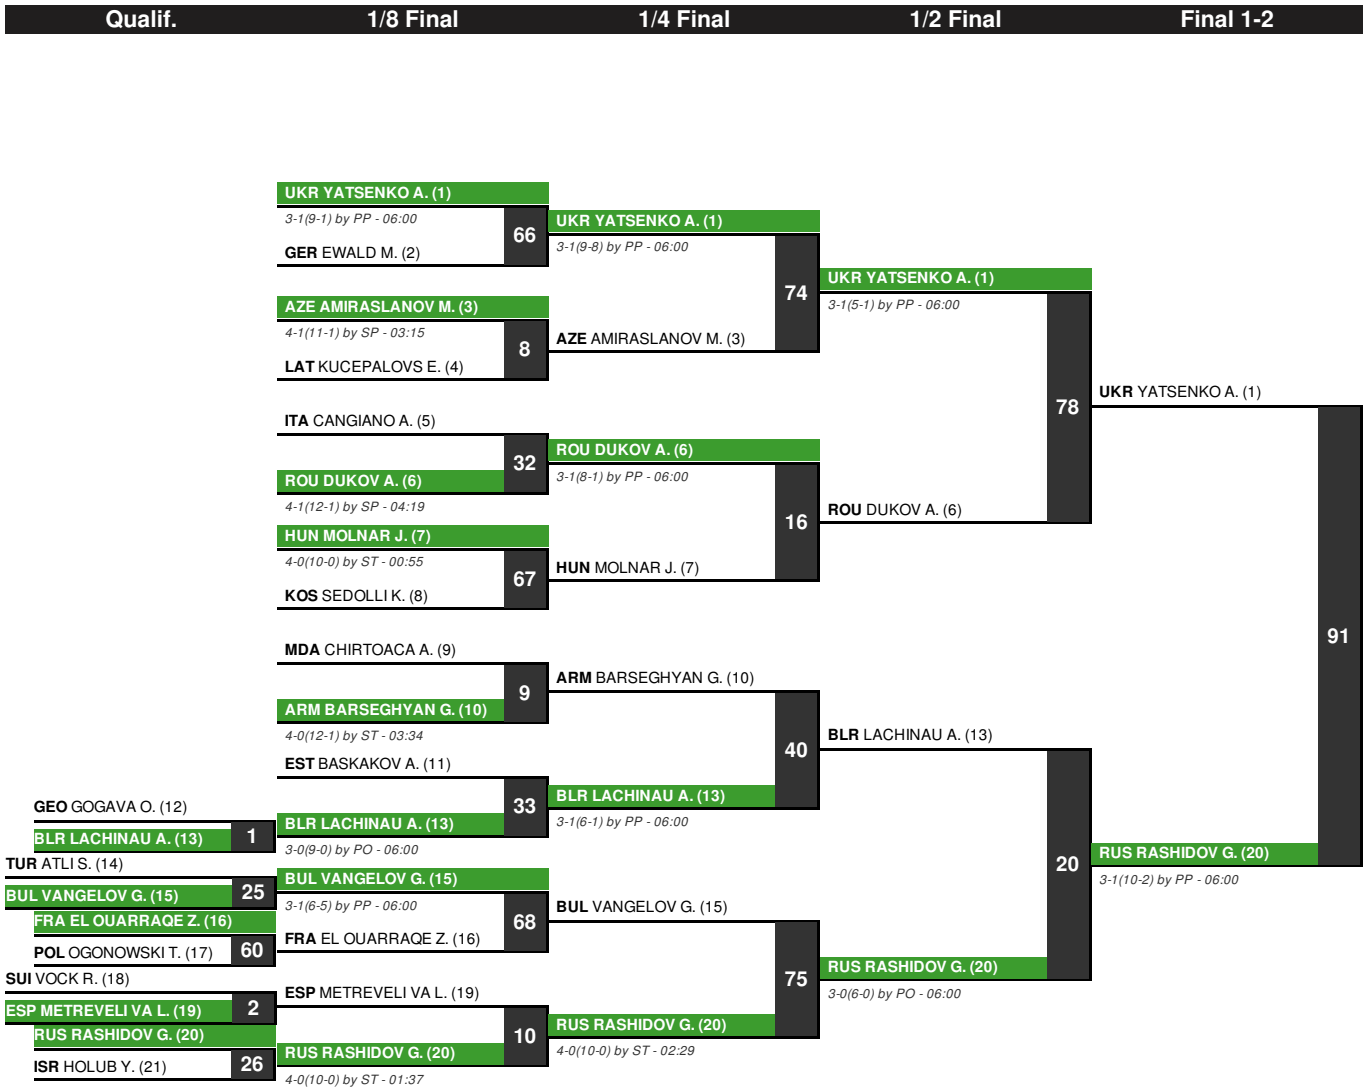 Qualif. 1/8 Final 1/4 Final 1/2 Final Final 1-2
UKR YATSENKO A. (1)
3-1(9-1) by PP - 06:00
66
GER EWALD M. (2)
AZE AMIRASLANOV M. (3)
4-1(11-1) by SP - 03:15
8
LAT KUCEPALOVS E. (4)
ITA CANGIANO A. (5)
32
ROU DUKOV A. (6)
4-1(12-1) by SP - 04:19
HUN MOLNAR J. (7)
4-0(10-0) by ST - 00:55
67
KOS SEDOLLI K. (8)
MDA CHIRTOACA A. (9)
9
ARM BARSEGHYAN G. (10)
4-0(12-1) by ST - 03:34
EST BASKAKOV A. (11)
33
BLR LACHINAU A. (13)
3-0(9-0) by PO - 06:00
BUL VANGELOV G. (15)
3-1(6-5) by PP - 06:00
68
FRA EL OUARRAQE Z. (16)
ESP METREVELI VA L. (19)
10
RUS RASHIDOV G. (20)
4-0(10-0) by ST - 01:37
GEO GOGAVA O. (12)
1
BLR LACHINAU A. (13)
TUR ATLI S. (14)
25
BUL VANGELOV G. (15)
FRA EL OUARRAQE Z. (16)
60
POL OGONOWSKI T. (17)
SUI VOCK R. (18)
2
ESP METREVELI VA L. (19)
RUS RASHIDOV G. (20)
26
ISR HOLUB Y. (21)
UKR YATSENKO A. (1)
3-1(9-8) by PP - 06:00
74
AZE AMIRASLANOV M. (3)
ROU DUKOV A. (6)
3-1(8-1) by PP - 06:00
16
HUN MOLNAR J. (7)
ARM BARSEGHYAN G. (10)
40
BLR LACHINAU A. (13)
3-1(6-1) by PP - 06:00
BUL VANGELOV G. (15)
75
RUS RASHIDOV G. (20)
4-0(10-0) by ST - 02:29
UKR YATSENKO A. (1)
3-1(5-1) by PP - 06:00
78
ROU DUKOV A. (6)
BLR LACHINAU A. (13)
20
RUS RASHIDOV G. (20)
3-0(6-0) by PO - 06:00
UKR YATSENKO A. (1)
91
RUS RASHIDOV G. (20)
3-1(10-2) by PP - 06:00